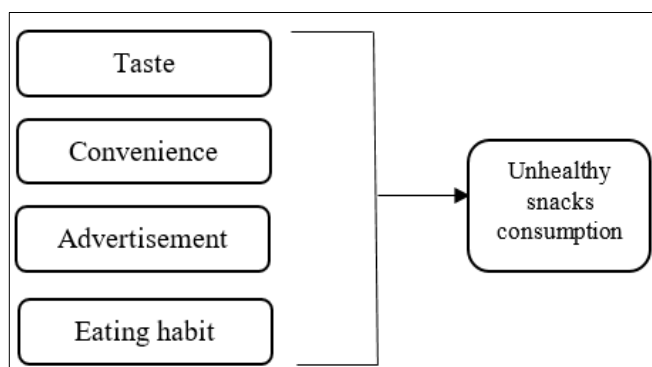 Taste
Convenience
Advertisement
Eating habit
Unhealthy
snacks
consumption